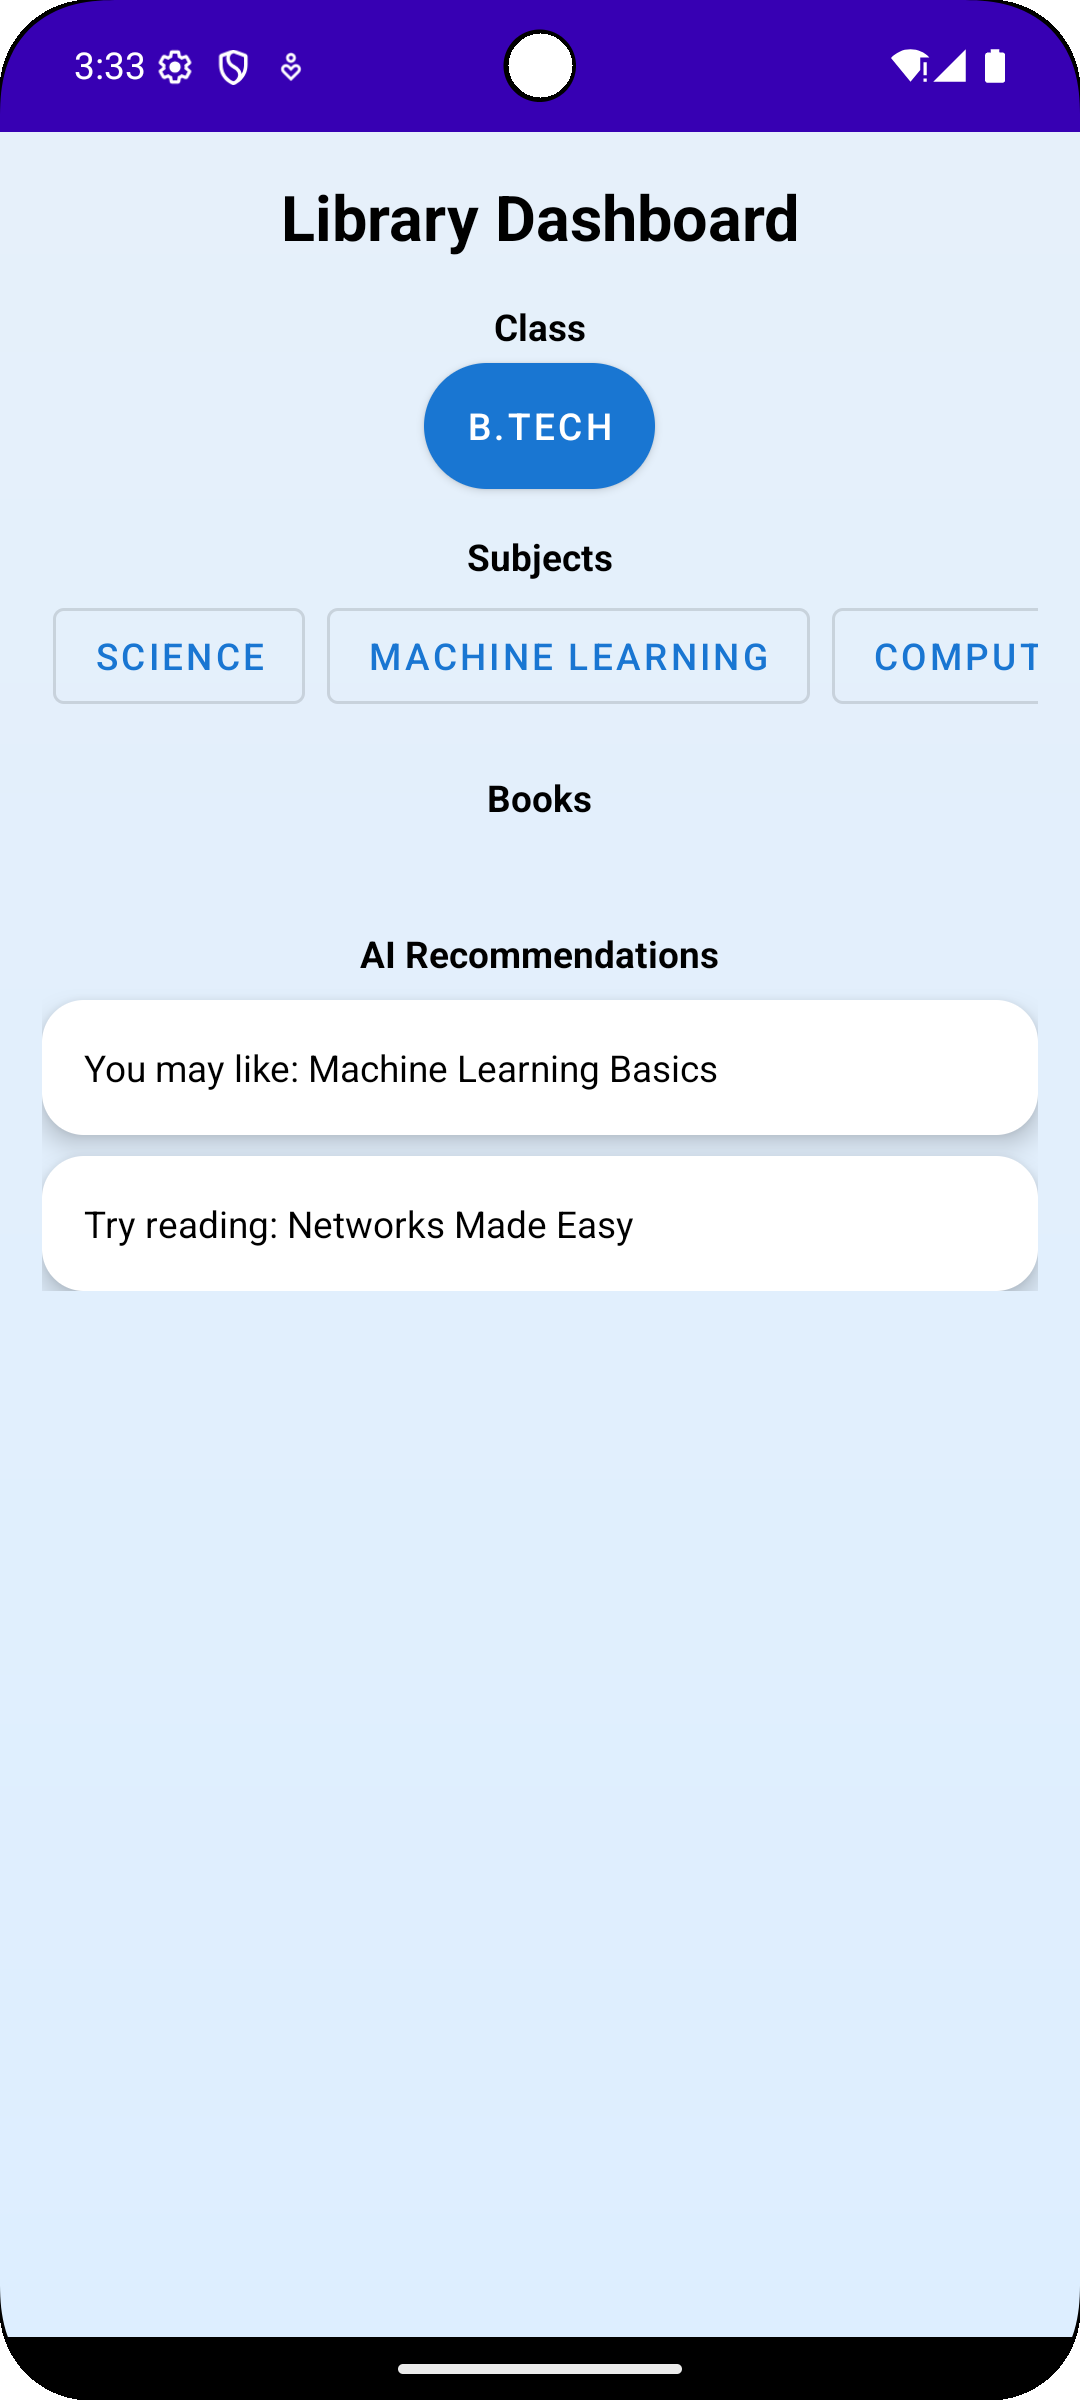 3:33
Library Dashboard
Class
B.TECH
Subjects
SCIENCE MACHINE LEARNING COMPUT
Books
AI Recommendations
You may like: Machine Learning Basics
Try reading: Networks Made Easy